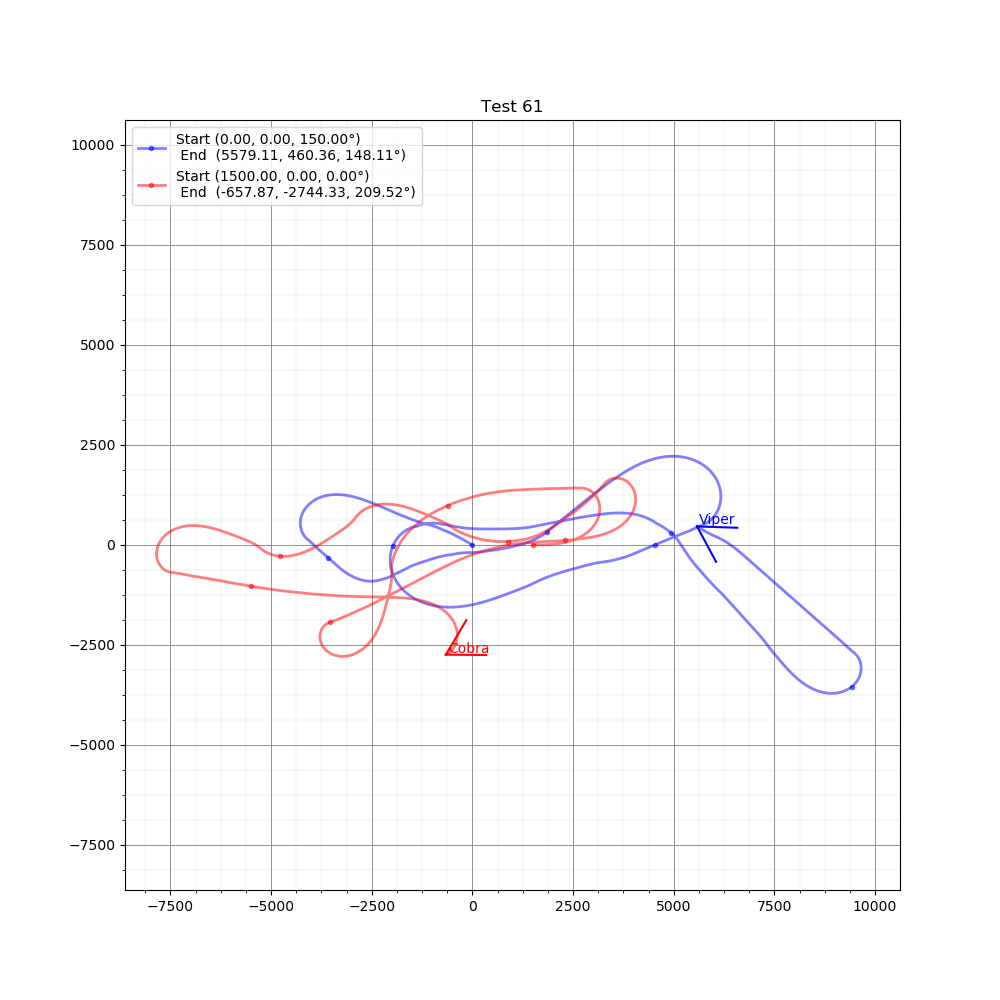 Test 61
Start (0.00, 0.00, 150.00°)
End  (5579.11, 460.36, 148.11°)
Start (1500.00, 0.00, 0.00°)
End  (-657.87, -2744.33, 209.52°)
10000
7500
5000
2500
0
−2500
−5000
−7500
Viper
Cobra
−7500 −5000 −2500 0 2500 5000 7500 10000